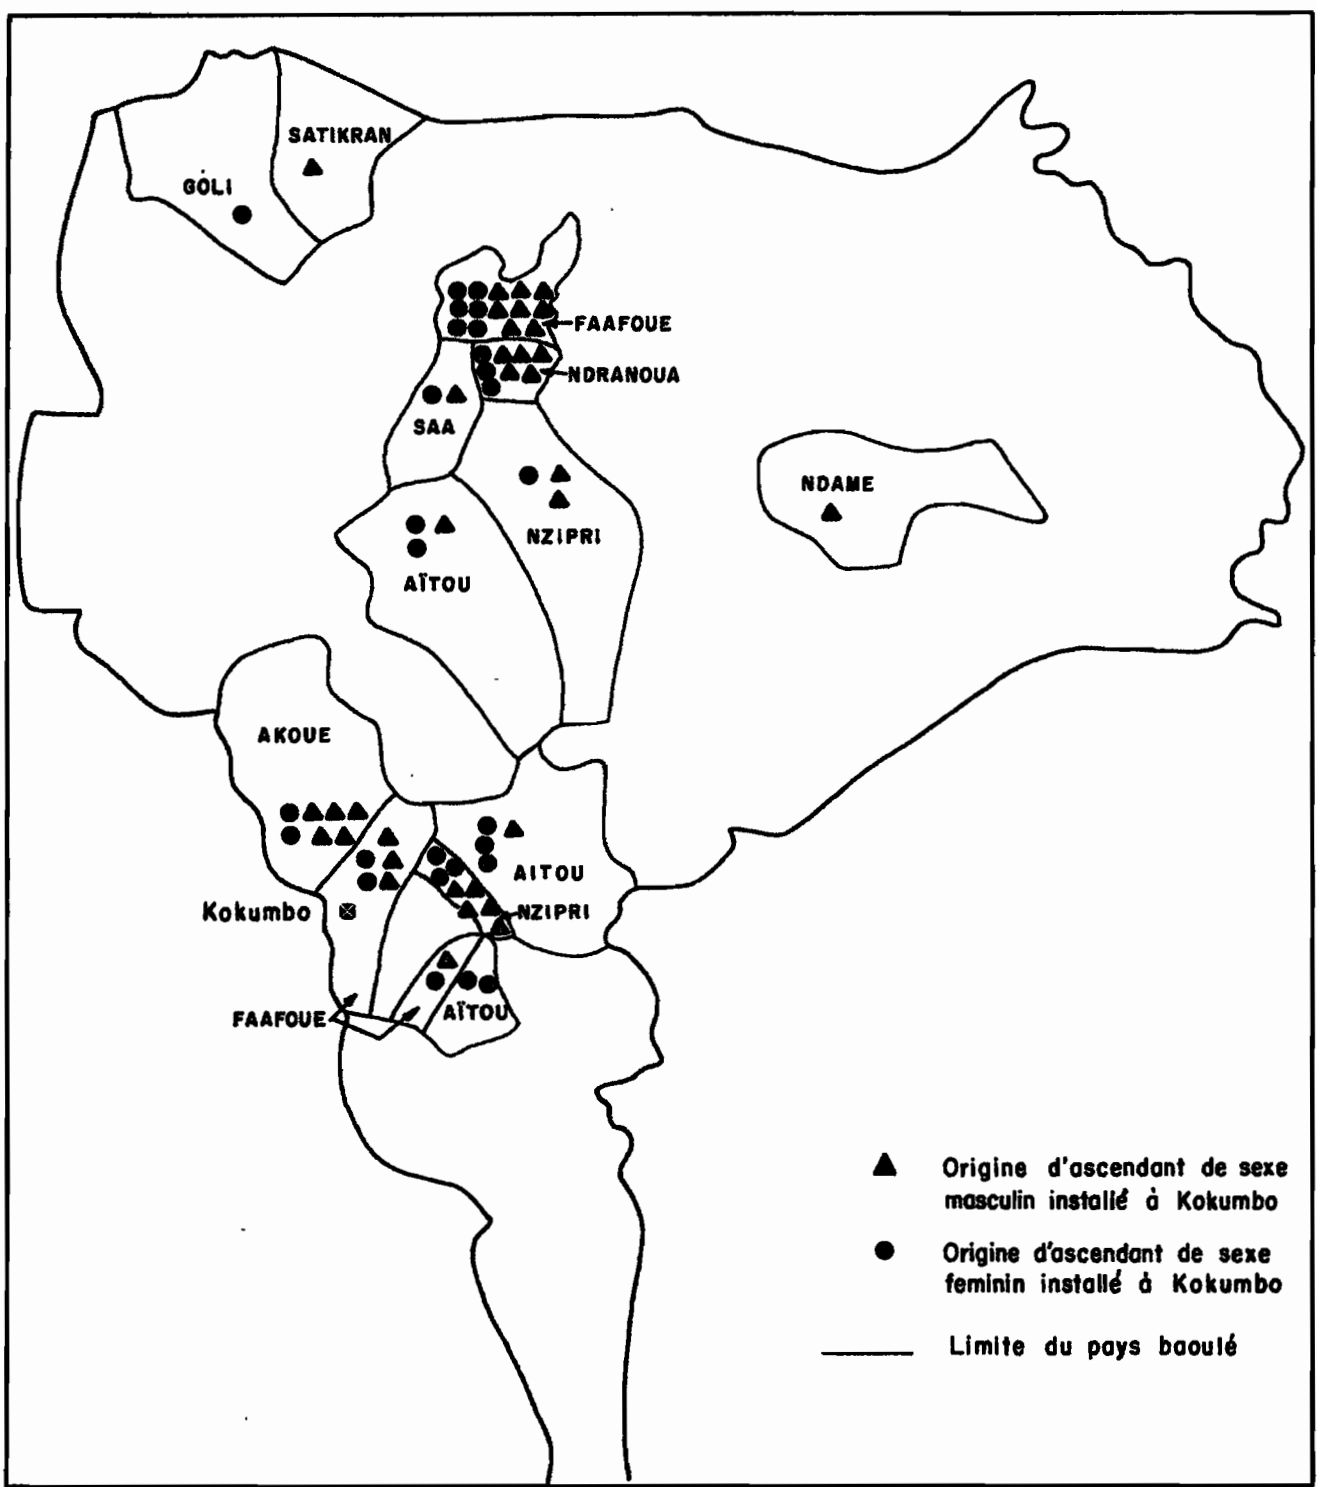 SATIKRAN
GOLI
FAAFOUE
NDRANOUA
SAA
NDAME
NZIPRI
AÏTOU
AKOUE
AITOU
Kokumbo
NZIPRI
FAAFOUE
AÏTOU
Origine d'ascendant de sexe
masculin installé à Kokumbo
Origine d'ascendant de sexe
feminin installé à Kokumbo
Limite du pays baoulé